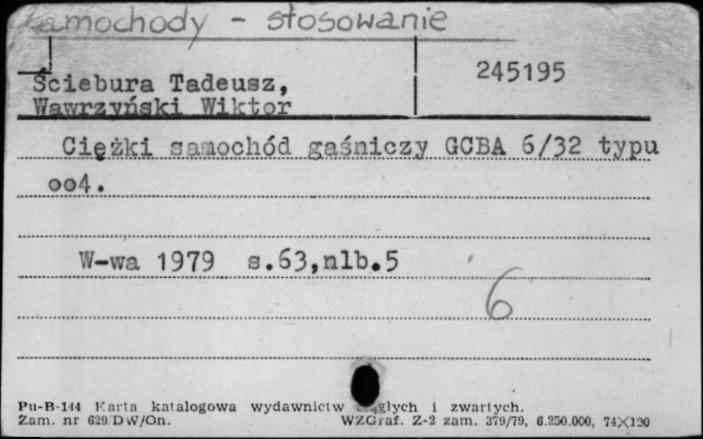 Samochody - stosowanie
Ściebura Tadeusz,
245195
Wawrzyński Wiktor
Ciężki samochód gaśniczy GCBA 6/32 typu
oo4.
W-wa 1979 s.63,nlb.5
6
Pu-B-144 Karta katalogowa wydawnictw ciągłych i zwartych.
Zam. nr 629/DW/On. WZGraf. Z-2 zam. 379/79, 6.250.000, 74X120